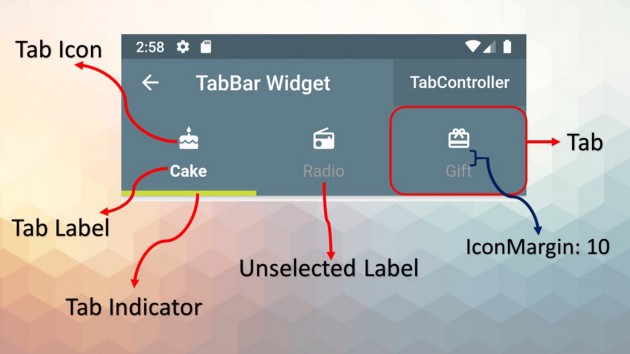 Tab Icon
2:58
TabBar Widget
TabController
Cake
Radio
Gift
Tab
Tab Label
IconMargin: 10
Unselected Label
Tab Indicator